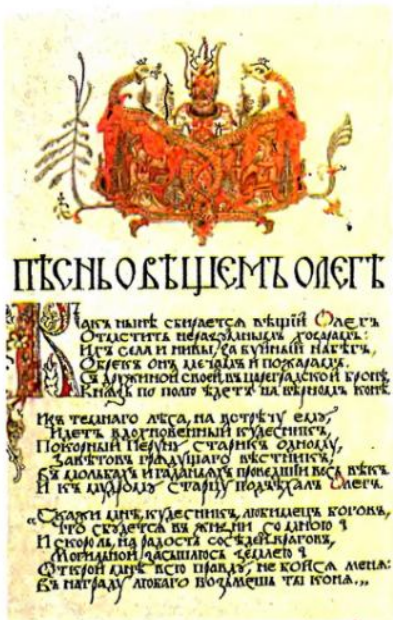 ПѢСНЬ О ВѢЩЕМЪ ОЛЕГѢ
Какъ нынѣ сбирается вѣщій Олегъ
Отмстить неразумнымъ хозарамъ:
Ихъ села и нивы за буйный набѣгъ
Обрекъ онъ мечамъ и пожарамъ.
Съ дружиной своей въ цареградской бронѣ,
Князь по полю ѣдетъ на вѣрномъ конѣ.
Изъ темнаго лѣса, на встрѣчу ему,
Идетъ вдохновенный кудесникъ,
Покорный Перуну старикъ одному,
Завѣтовъ грядущаго вѣстникъ,
Въ мольбахъ и гаданьяхъ проведшій весь вѣкъ.
И къ мудрому старцу подъѣхалъ Олегъ.
„Скажи мнѣ, кудесникъ, любимецъ боговъ,
Что сбудется въ жизни со мною?
И скоро ль, на радость сосѣдей враговъ,
Могильной засыплюсь землею?
Открой мнѣ всю правду, не бойся меня:
Въ награду любаго возьмешь ты коня.„